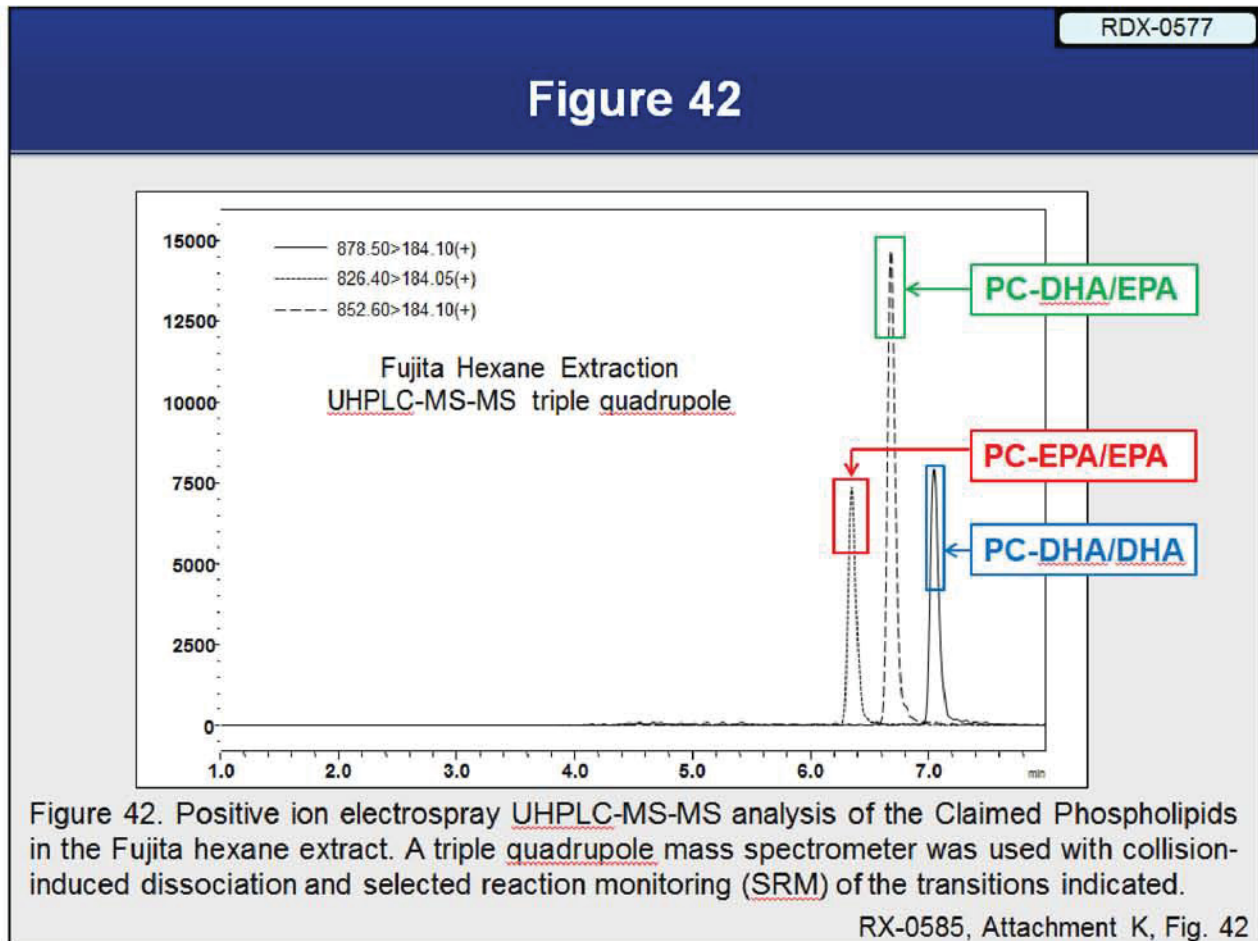 RDX-0577
Figure 42
15000
12500
10000
7500
5000
2500
0
878.50>184.10(+)
826.40>184.05(+)
852.60>184.10(+)
Fujita Hexane Extraction
UHPLC-MS-MS triple quadrupole
PC-DHA/EPA
PC-EPA/EPA
PC-DHA/DHA
1.0 2.0 3.0 4.0 5.0 6.0 7.0 min
Figure 42. Positive ion electrospray UHPLC-MS-MS analysis of the Claimed Phospholipids
in the Fujita hexane extract. A triple quadrupole mass spectrometer was used with collision-
induced dissociation and selected reaction monitoring (SRM) of the transitions indicated.
RX-0585, Attachment K, Fig. 42